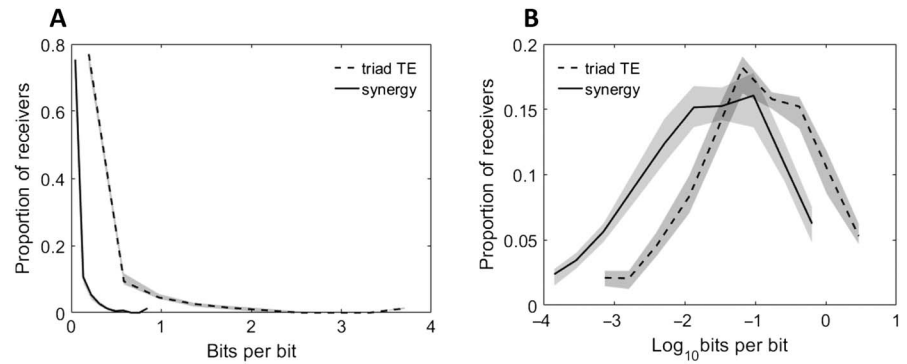 A
Proportion of receivers
0.8
0.6
0.4
0.2
0
triad TE
synergy
0 1 2 3 4
Bits per bit
B
Proportion of receivers
0.2
0.15
0.1
0.05
0
triad TE
synergy
−4 −3 −2 −1 0 1
Log10bits per bit